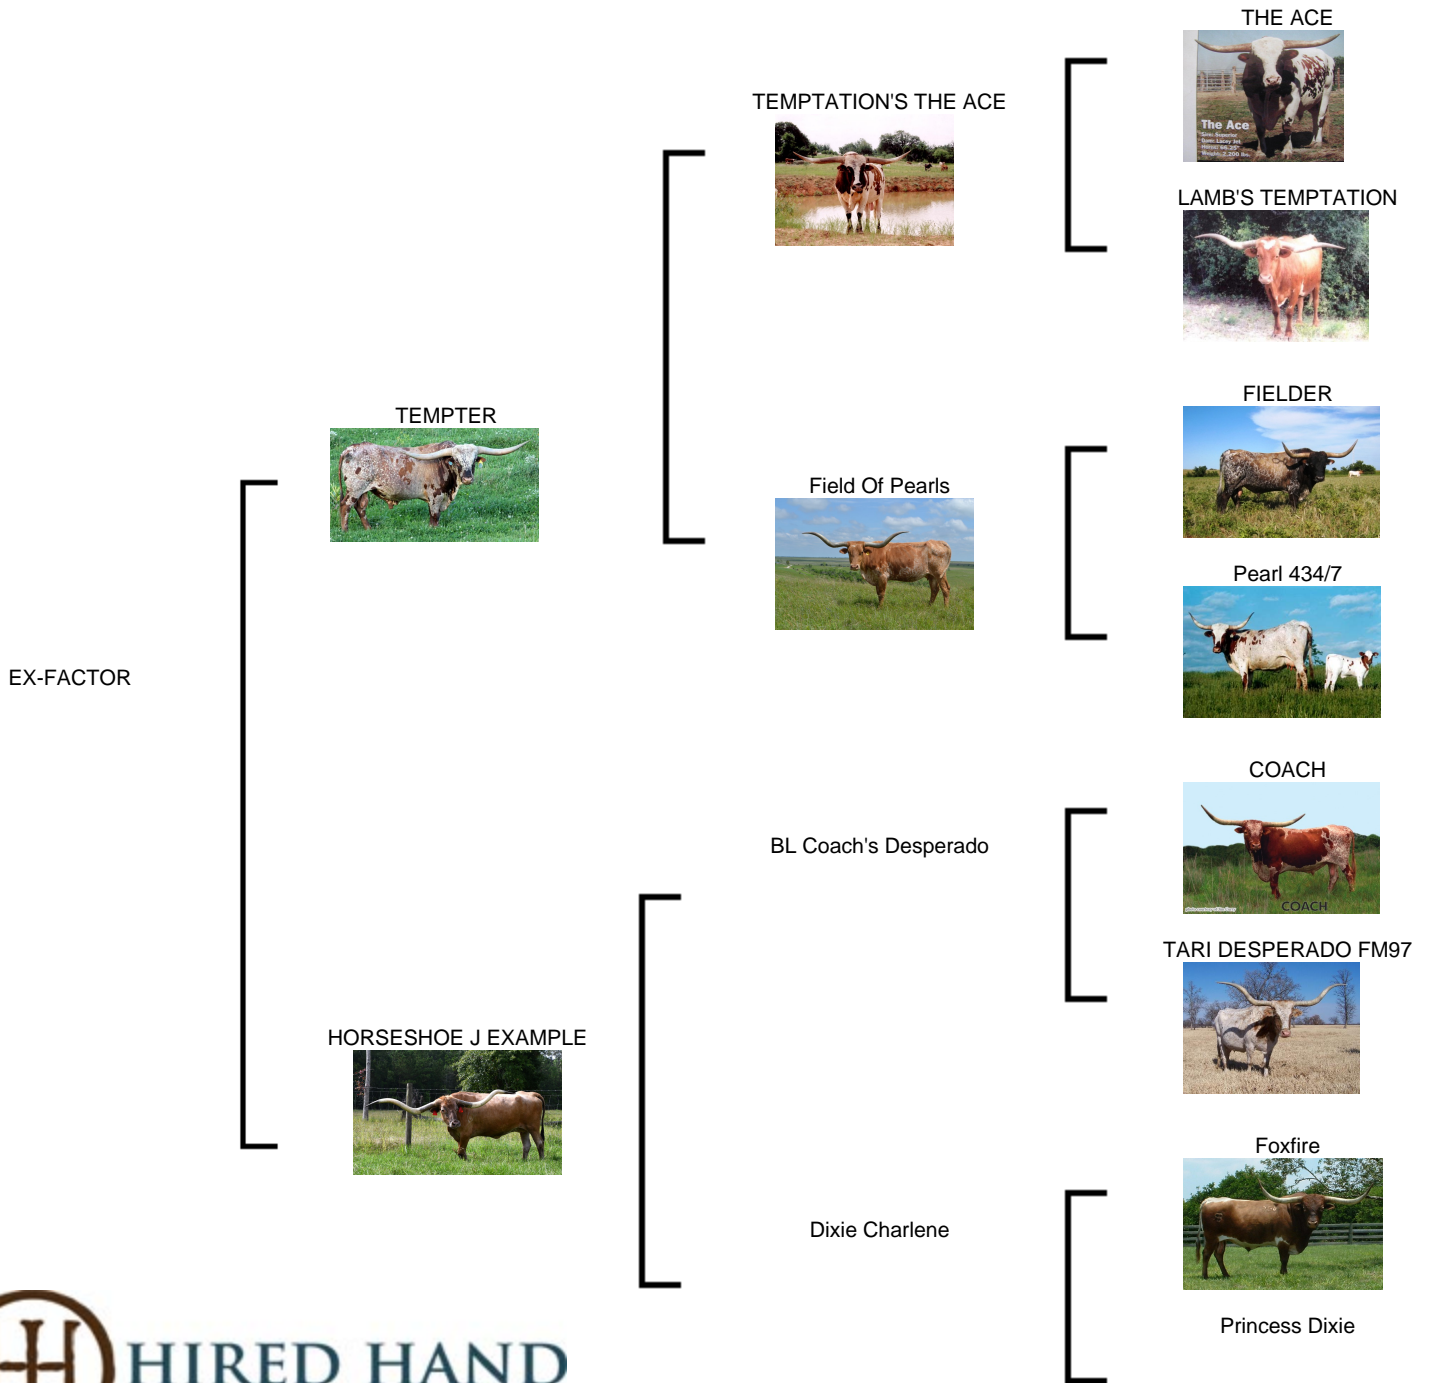 THE ACE
TEMPTATION'S THE ACE
The Ace
LAMB'S TEMPTATION
FIELDER
TEMPTER
Field Of Pearls
Pearl 434/7
EX-FACTOR
COACH
BL Coach's Desperado
COACH
TARI DESPERADO FM97
HORSESHOE J EXAMPLE
Foxfire
Dixie Charlene
Princess Dixie
H HIRED HAND